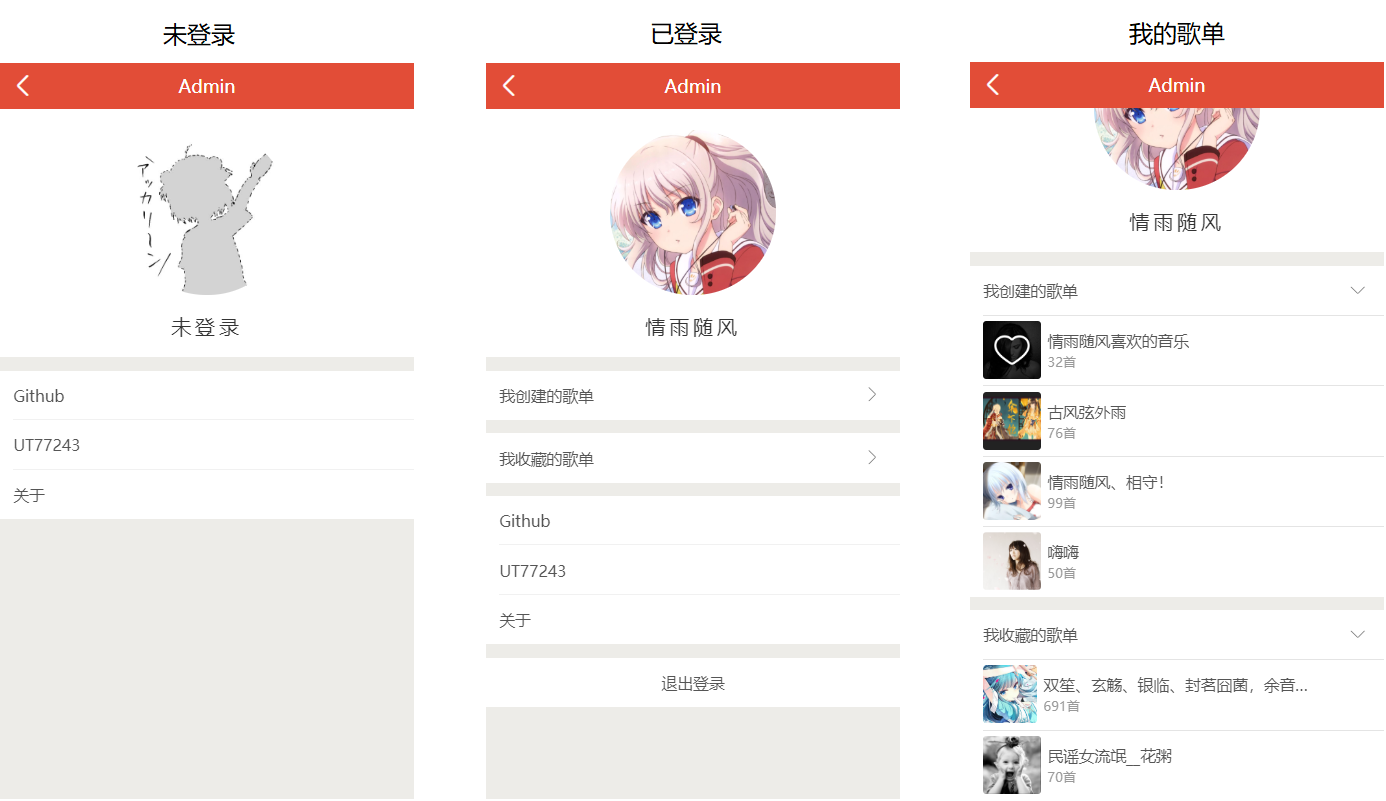 未登录
Admin
アッカリ〜ン
未登录
Github
UT77243
关于
已登录
Admin
情雨随风
我创建的歌单
我收藏的歌单
Github
UT77243
关于
退出登录
我的歌单
Admin
情雨随风
我创建的歌单
情雨随风喜欢的音乐
32首
古风弦外雨
76首
情雨随风、相守!
99首
嗨嗨
50首
我收藏的歌单
双笙、玄觞、银临、封茗囧菌，余音...
691首
民谣女流氓__花粥
70首